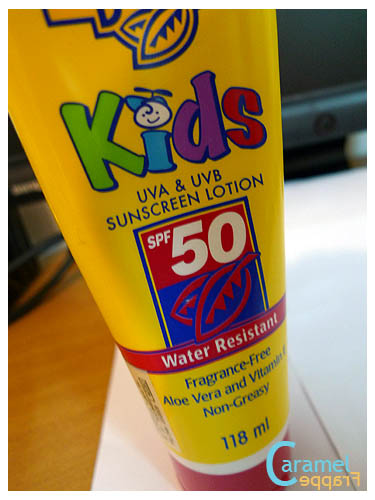 Kids
UVA & UVB
SUNSCREEN LOTION
SPF 50
Water Resistant
Fragrance-Free
Aloe Vera and Vitamin
Non-Greasy
118 ml
Caramel
Frappe